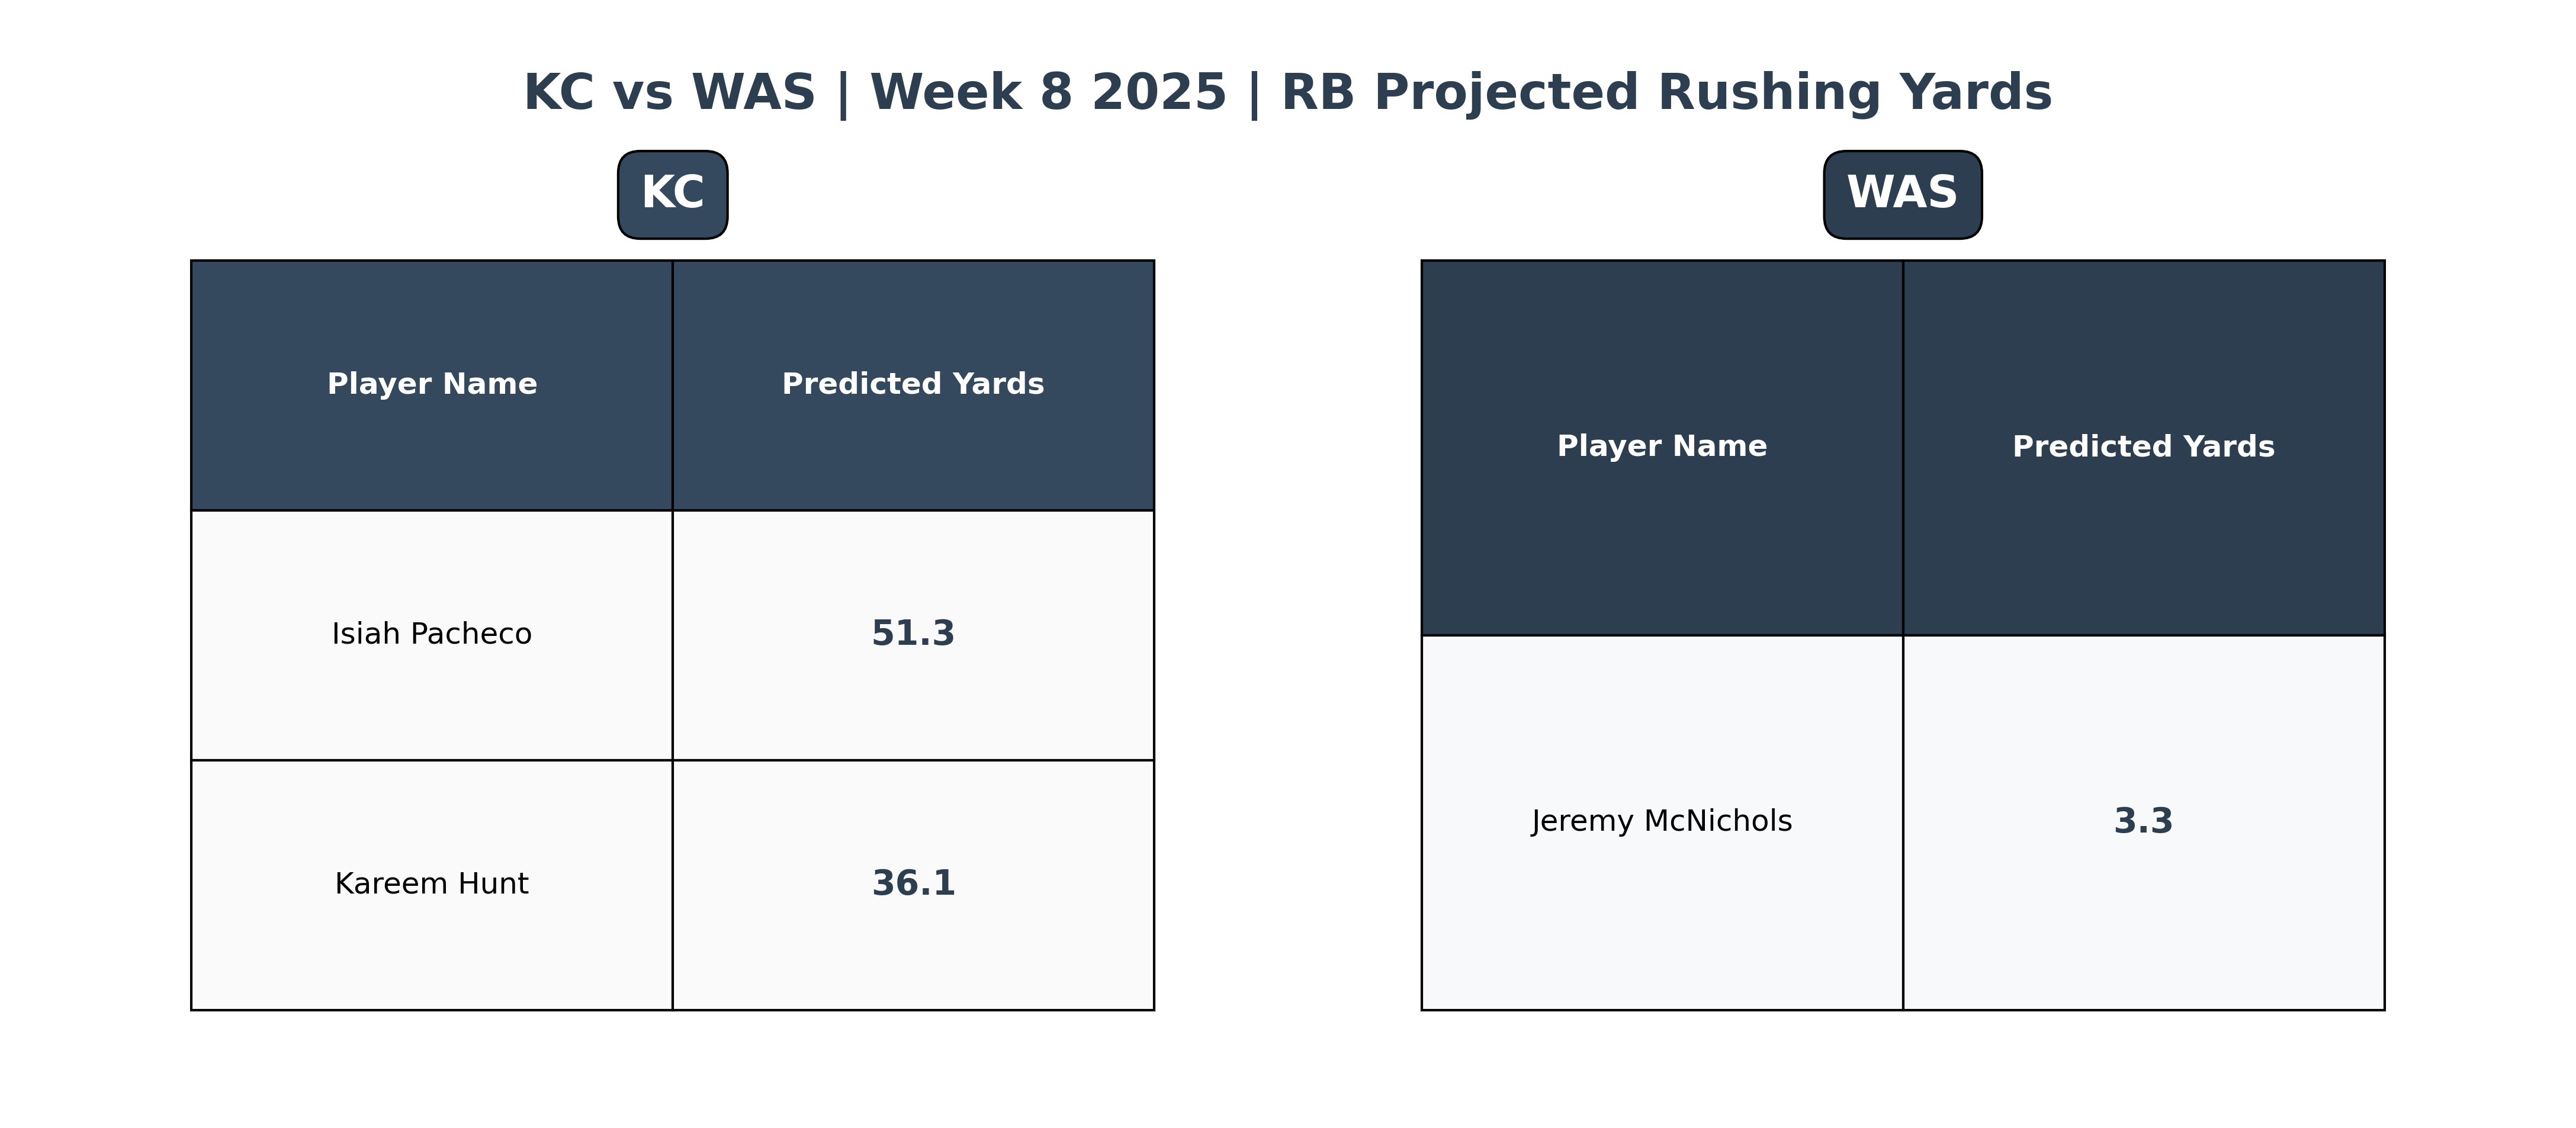 KC vs WAS | Week 8 2025 | RB Projected Rushing Yards
KC
Player Name Predicted Yards
Isiah Pacheco 51.3
Kareem Hunt 36.1
WAS
Player Name Predicted Yards
Jeremy McNichols 3.3